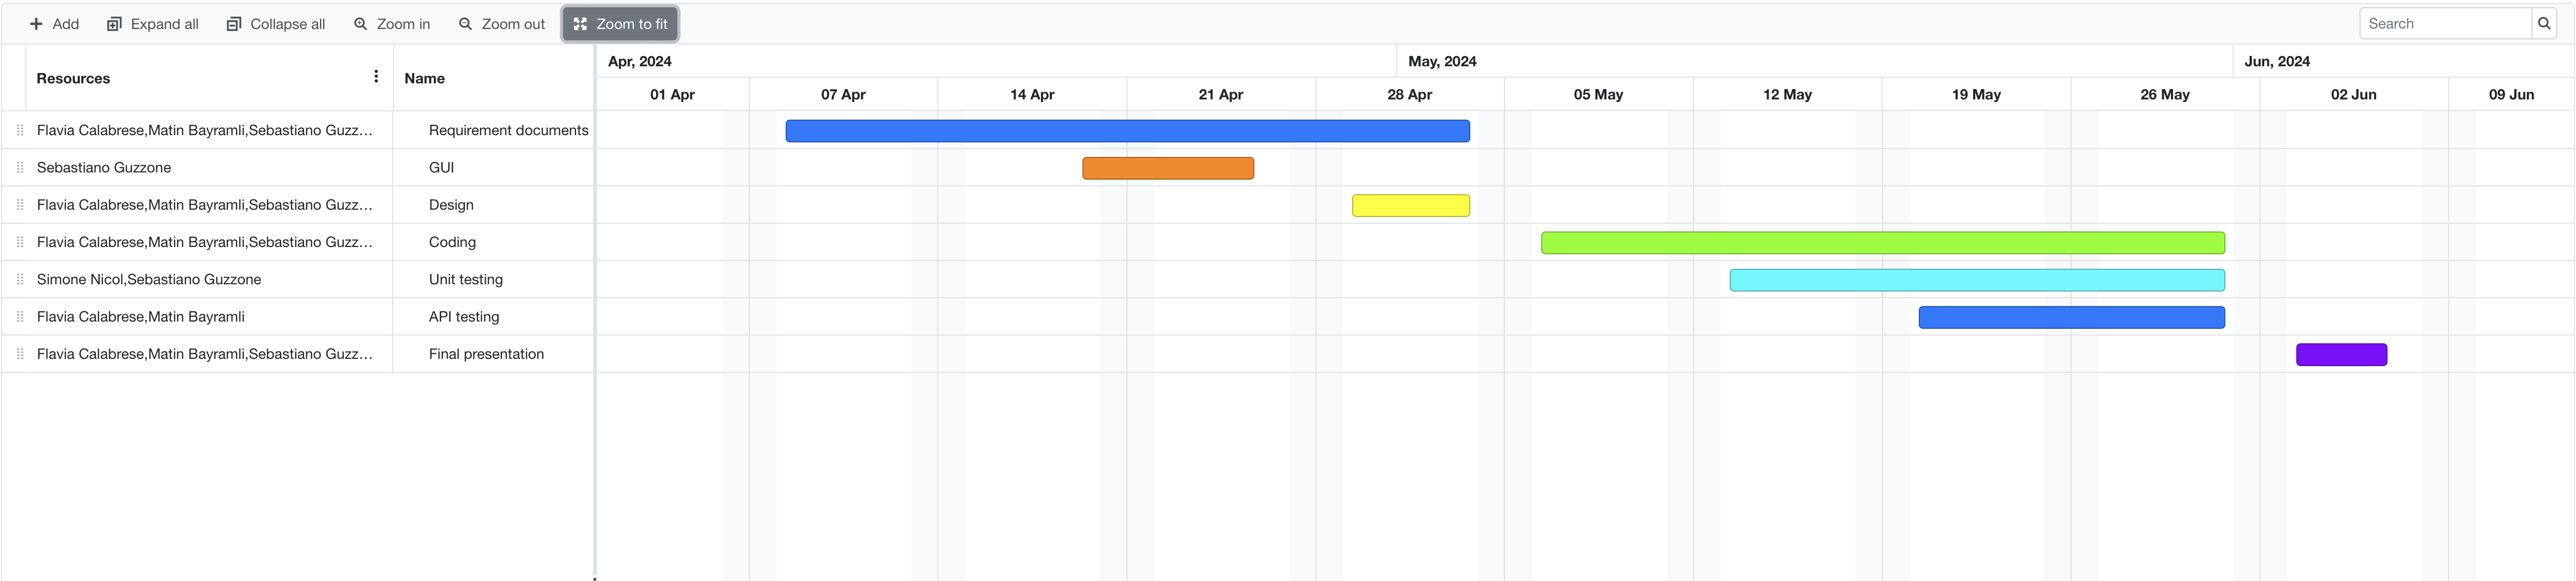 Add Expand all Collapse all Zoom in Zoom out Zoom to fit Search
Resources Name Apr, 2024 May, 2024 Jun, 2024
01 Apr 07 Apr 14 Apr 21 Apr 28 Apr 05 May 12 May 19 May 26 May 02 Jun 09 Jun
Flavia Calabrese,Matin Bayramli,Sebastiano Guzz... Requirement documents
Sebastiano Guzzone GUI
Flavia Calabrese,Matin Bayramli,Sebastiano Guzz... Design
Flavia Calabrese,Matin Bayramli,Sebastiano Guzz... Coding
Simone Nicol,Sebastiano Guzzone Unit testing
Flavia Calabrese,Matin Bayramli API testing
Flavia Calabrese,Matin Bayramli,Sebastiano Guzz... Final presentation